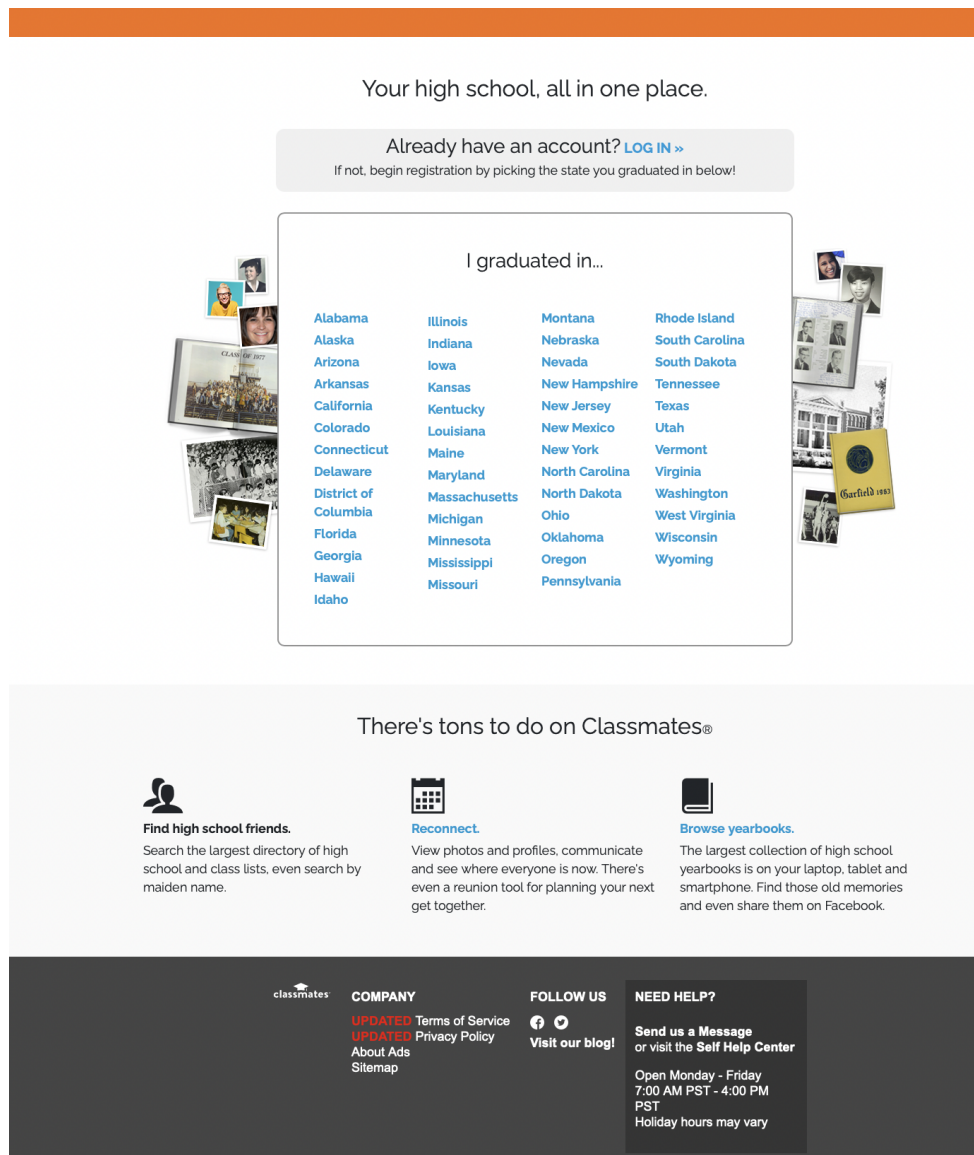 Your high school, all in one place.
Already have an account? LOG IN »
If not, begin registration by picking the state you graduated in below!
I graduated in...
CLASS OF 1977
Garfield 1983
Alabama
Alaska
Arizona
Arkansas
California
Colorado
Connecticut
Delaware
District of
Columbia
Florida
Georgia
Hawaii
Idaho
Illinois
Indiana
Iowa
Kansas
Kentucky
Louisiana
Maine
Maryland
Massachusetts
Michigan
Minnesota
Mississippi
Missouri
Montana
Nebraska
Nevada
New Hampshire
New Jersey
New Mexico
New York
North Carolina
North Dakota
Ohio
Oklahoma
Oregon
Pennsylvania
Rhode Island
South Carolina
South Dakota
Tennessee
Texas
Utah
Vermont
Virginia
Washington
West Virginia
Wisconsin
Wyoming
There's tons to do on Classmates®
Find high school friends.
Search the largest directory of high
school and class lists, even search by
maiden name.
Reconnect.
View photos and profiles, communicate
and see where everyone is now. There's
even a reunion tool for planning your next
get together.
Browse yearbooks.
The largest collection of high school
yearbooks is on your laptop, tablet and
smartphone. Find those old memories
and even share them on Facebook.
classmates
COMPANY
UPDATED Terms of Service
UPDATED Privacy Policy
About Ads
Sitemap
FOLLOW US
Visit our blog!
NEED HELP?
Send us a Message
or visit the Self Help Center
Open Monday - Friday
7:00 AM PST - 4:00 PM
PST
Holiday hours may vary